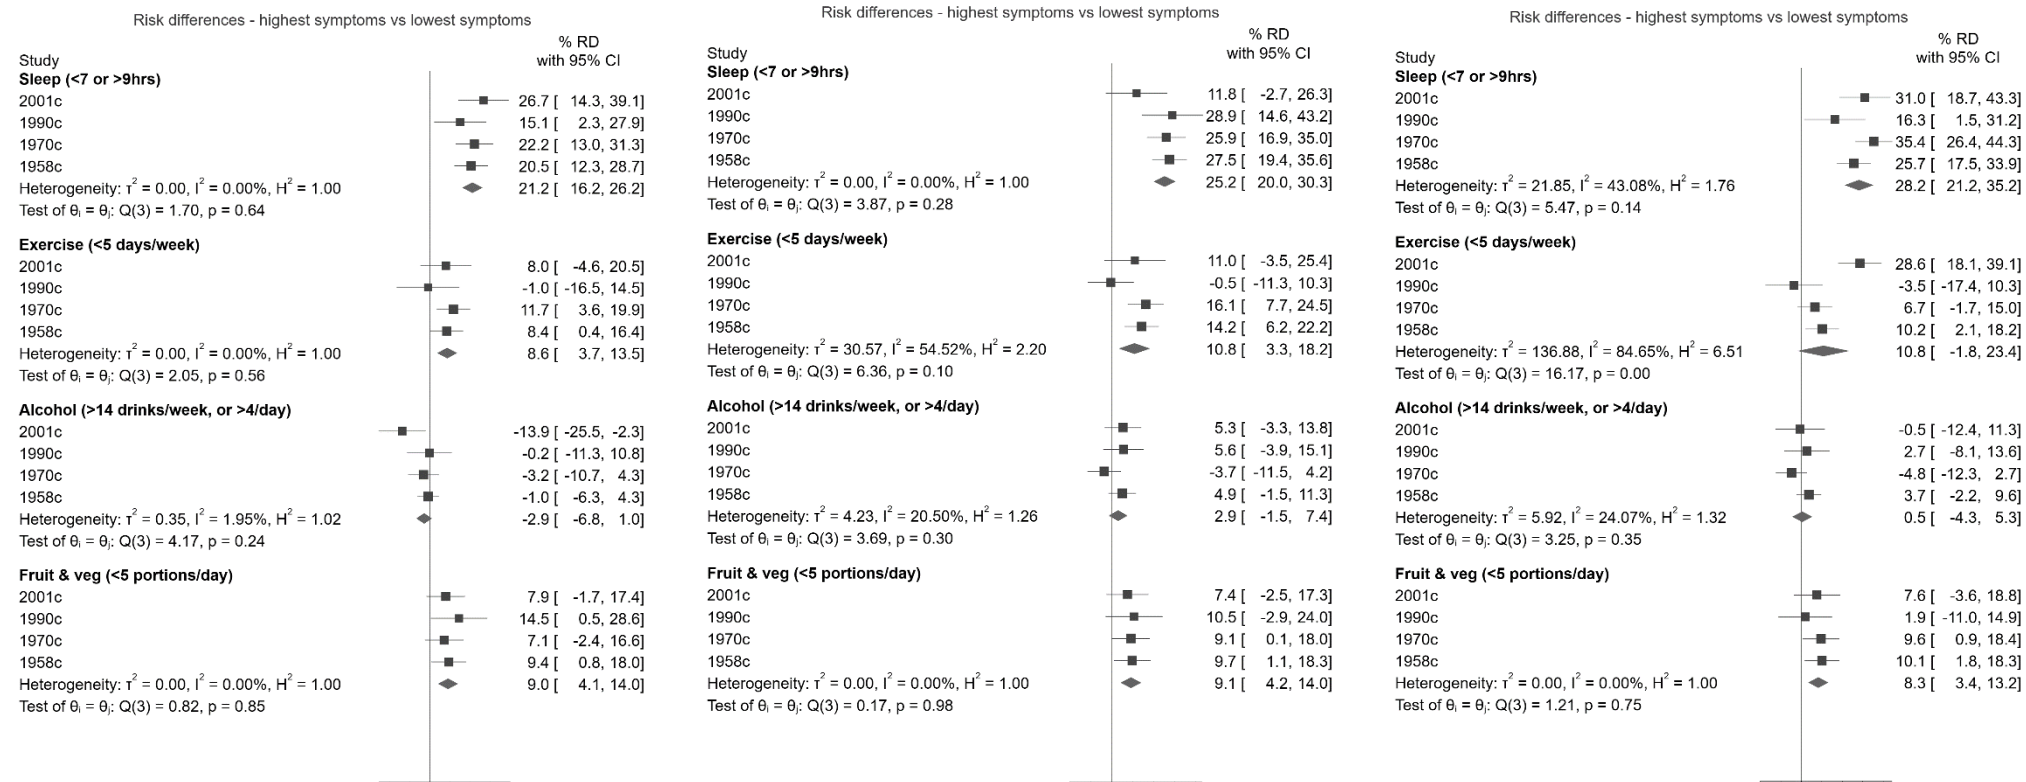 Risk differences - highest symptoms vs lowest symptoms
% RD
Study with 95% CI
Sleep (<7 or >9hrs)
2001c 26.7 [ 14.3, 39.1]
1990c 15.1 [ 2.3, 27.9]
1970c 22.2 [ 13.0, 31.3]
1958c 20.5 [ 12.3, 28.7]
Heterogeneity: τ² = 0.00, I² = 0.00%, H² = 1.00 21.2 [ 16.2, 26.2]
Test of θᵢ = θⱼ: Q(3) = 1.70, p = 0.64
Exercise (<5 days/week)
2001c 8.0 [ -4.6, 20.5]
1990c -1.0 [ -16.5, 14.5]
1970c 11.7 [ 3.6, 19.9]
1958c 8.4 [ 0.4, 16.4]
Heterogeneity: τ² = 0.00, I² = 0.00%, H² = 1.00 8.6 [ 3.7, 13.5]
Test of θᵢ = θⱼ: Q(3) = 2.05, p = 0.56
Alcohol (>14 drinks/week, or >4/day)
2001c -13.9 [ -25.5, -2.3]
1990c -0.2 [ -11.3, 10.8]
1970c -3.2 [ -10.7, 4.3]
1958c -1.0 [ -6.3, 4.3]
Heterogeneity: τ² = 0.35, I² = 1.95%, H² = 1.02 -2.9 [ -6.8, 1.0]
Test of θᵢ = θⱼ: Q(3) = 4.17, p = 0.24
Fruit & veg (<5 portions/day)
2001c 7.9 [ -1.7, 17.4]
1990c 14.5 [ 0.5, 28.6]
1970c 7.1 [ -2.4, 16.6]
1958c 9.4 [ 0.8, 18.0]
Heterogeneity: τ² = 0.00, I² = 0.00%, H² = 1.00 9.0 [ 4.1, 14.0]
Test of θᵢ = θⱼ: Q(3) = 0.82, p = 0.85
Risk differences - highest symptoms vs lowest symptoms
% RD
Study with 95% CI
Sleep (<7 or >9hrs)
2001c 11.8 [ -2.7, 26.3]
1990c 28.9 [ 14.6, 43.2]
1970c 25.9 [ 16.9, 35.0]
1958c 27.5 [ 19.4, 35.6]
Heterogeneity: τ² = 0.00, I² = 0.00%, H² = 1.00 25.2 [ 20.0, 30.3]
Test of θᵢ = θⱼ: Q(3) = 3.87, p = 0.28
Exercise (<5 days/week)
2001c 11.0 [ -3.5, 25.4]
1990c -0.5 [ -11.3, 10.3]
1970c 16.1 [ 7.7, 24.5]
1958c 14.2 [ 6.2, 22.2]
Heterogeneity: τ² = 30.57, I² = 54.52%, H² = 2.20 10.8 [ 3.3, 18.2]
Test of θᵢ = θⱼ: Q(3) = 6.36, p = 0.10
Alcohol (>14 drinks/week, or >4/day)
2001c 5.3 [ -3.3, 13.8]
1990c 5.6 [ -3.9, 15.1]
1970c -3.7 [ -11.5, 4.2]
1958c 4.9 [ -1.5, 11.3]
Heterogeneity: τ² = 4.23, I² = 20.50%, H² = 1.26 2.9 [ -1.5, 7.4]
Test of θᵢ = θⱼ: Q(3) = 3.69, p = 0.30
Fruit & veg (<5 portions/day)
2001c 7.4 [ -2.5, 17.3]
1990c 10.5 [ -2.9, 24.0]
1970c 9.1 [ 0.1, 18.0]
1958c 9.7 [ 1.1, 18.3]
Heterogeneity: τ² = 0.00, I² = 0.00%, H² = 1.00 9.1 [ 4.2, 14.0]
Test of θᵢ = θⱼ: Q(3) = 0.17, p = 0.98
Risk differences - highest symptoms vs lowest symptoms
% RD
Study with 95% CI
Sleep (<7 or >9hrs)
2001c 31.0 [ 18.7, 43.3]
1990c 16.3 [ 1.5, 31.2]
1970c 35.4 [ 26.4, 44.3]
1958c 25.7 [ 17.5, 33.9]
Heterogeneity: τ² = 21.85, I² = 43.08%, H² = 1.76 28.2 [ 21.2, 35.2]
Test of θᵢ = θⱼ: Q(3) = 5.47, p = 0.14
Exercise (<5 days/week)
2001c 28.6 [ 18.1, 39.1]
1990c -3.5 [ -17.4, 10.3]
1970c 6.7 [ -1.7, 15.0]
1958c 10.2 [ 2.1, 18.2]
Heterogeneity: τ² = 136.88, I² = 84.65%, H² = 6.51 10.8 [ -1.8, 23.4]
Test of θᵢ = θⱼ: Q(3) = 16.17, p = 0.00
Alcohol (>14 drinks/week, or >4/day)
2001c -0.5 [ -12.4, 11.3]
1990c 2.7 [ -8.1, 13.6]
1970c -4.8 [ -12.3, 2.7]
1958c 3.7 [ -2.2, 9.6]
Heterogeneity: τ² = 5.92, I² = 24.07%, H² = 1.32 0.5 [ -4.3, 5.3]
Test of θᵢ = θⱼ: Q(3) = 3.25, p = 0.35
Fruit & veg (<5 portions/day)
2001c 7.6 [ -3.6, 18.8]
1990c 1.9 [ -11.0, 14.9]
1970c 9.6 [ 0.9, 18.4]
1958c 10.1 [ 1.8, 18.3]
Heterogeneity: τ² = 0.00, I² = 0.00%, H² = 1.00 8.3 [ 3.4, 13.2]
Test of θᵢ = θⱼ: Q(3) = 1.21, p = 0.75